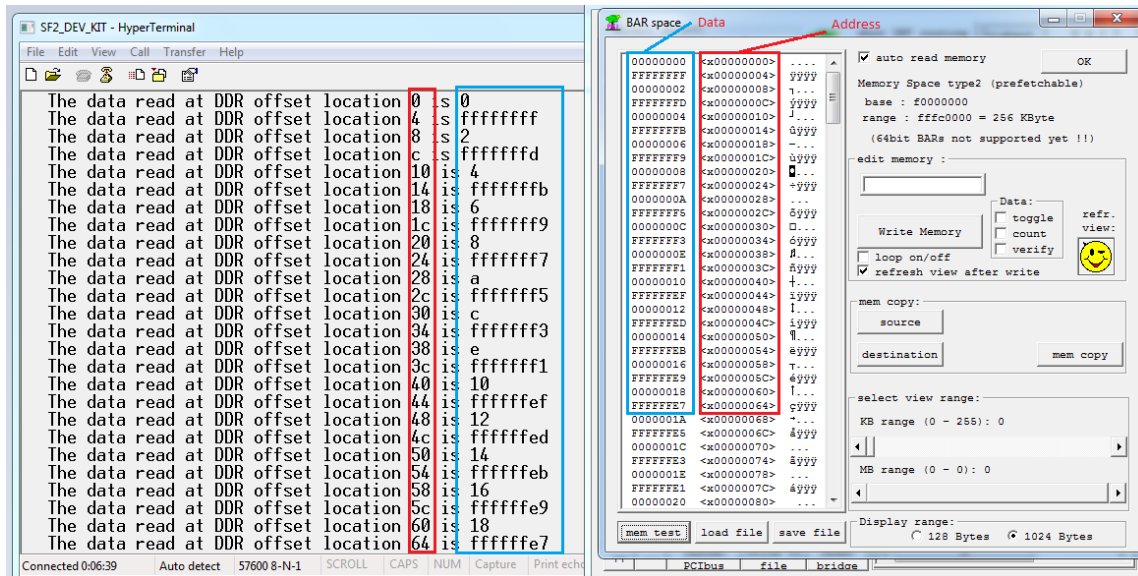 SF2_DEV_KIT - HyperTerminal
File Edit View Call Transfer Help
The data read at DDR offset location 0 is 0
The data read at DDR offset location 4 is ffffffff
The data read at DDR offset location 8 is 2
The data read at DDR offset location c is fffffffd
The data read at DDR offset location 10 is 4
The data read at DDR offset location 14 is fffffffb
The data read at DDR offset location 18 is 6
The data read at DDR offset location 1c is fffffff9
The data read at DDR offset location 20 is 8
The data read at DDR offset location 24 is fffffff7
The data read at DDR offset location 28 is a
The data read at DDR offset location 2c is fffffff5
The data read at DDR offset location 30 is c
The data read at DDR offset location 34 is fffffff3
The data read at DDR offset location 38 is e
The data read at DDR offset location 3c is fffffff1
The data read at DDR offset location 40 is 10
The data read at DDR offset location 44 is ffffffef
The data read at DDR offset location 48 is 12
The data read at DDR offset location 4c is ffffffed
The data read at DDR offset location 50 is 14
The data read at DDR offset location 54 is ffffffeb
The data read at DDR offset location 58 is 16
The data read at DDR offset location 5c is ffffffe9
The data read at DDR offset location 60 is 18
The data read at DDR offset location 64 is ffffffe7
Connected 0:06:39 Auto detect 57600 8-N-1 SCROLL CAPS NUM Capture Print echo
BAR space Data Address
00000000 <x00000000> ....
FFFFFFFF <x00000004> ÿÿÿÿ
00000002 <x00000008> ┐...
FFFFFFFD <x0000000C> ýÿÿÿ
00000004 <x00000010> ┘...
FFFFFFFB <x00000014> ûÿÿÿ
00000006 <x00000018> -...
FFFFFFF9 <x0000001C> ùÿÿÿ
00000008 <x00000020> ◘...
FFFFFFF7 <x00000024> ÷ÿÿÿ
0000000A <x00000028> ...
FFFFFFF5 <x0000002C> õÿÿÿ
0000000C <x00000030> □...
FFFFFFF3 <x00000034> óÿÿÿ
0000000E <x00000038> ♫...
FFFFFFF1 <x0000003C> ñÿÿÿ
00000010 <x00000040> ┼...
FFFFFFEF <x00000044> ïÿÿÿ
00000012 <x00000048> ↕...
FFFFFFED <x0000004C> íÿÿÿ
00000014 <x00000050> ¶...
FFFFFFEB <x00000054> ëÿÿÿ
00000016 <x00000058> ┬...
FFFFFFE9 <x0000005C> éÿÿÿ
00000018 <x00000060> ↑...
FFFFFFE7 <x00000064> çÿÿÿ
0000001A <x00000068> →...
FFFFFFE5 <x0000006C> åÿÿÿ
0000001C <x00000070> ...
FFFFFFE3 <x00000074> ãÿÿÿ
0000001E <x00000078> ...
FFFFFFE1 <x0000007C> áÿÿÿ
00000020 <x00000080> ...
mem test load file save file
auto read memory OK
Memory Space type2 (prefetchable)
base : f0000000
range : fffc0000 = 256 KByte
(64bit BARs not supported yet !!)
edit memory :
Data:
toggle
count
verify
refr.
view:
Write Memory
loop on/off
refresh view after write
mem copy:
source
destination mem copy
select view range:
KB range (0 - 255): 0
MB range (0 - 0): 0
Display range:
128 Bytes 1024 Bytes
PCIbus file bridge